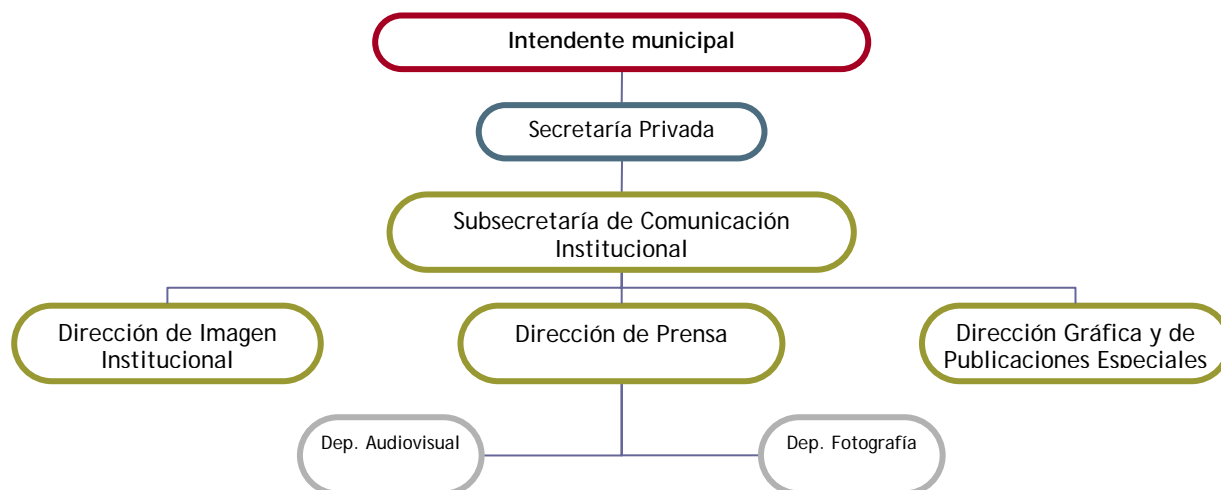 Intendente municipal
Secretaría Privada
Subsecretaría de Comunicación
Institucional
Dirección de Imagen
Institucional
Dirección de Prensa
Dirección Gráfica y de
Publicaciones Especiales
Dep. Audiovisual
Dep. Fotografía